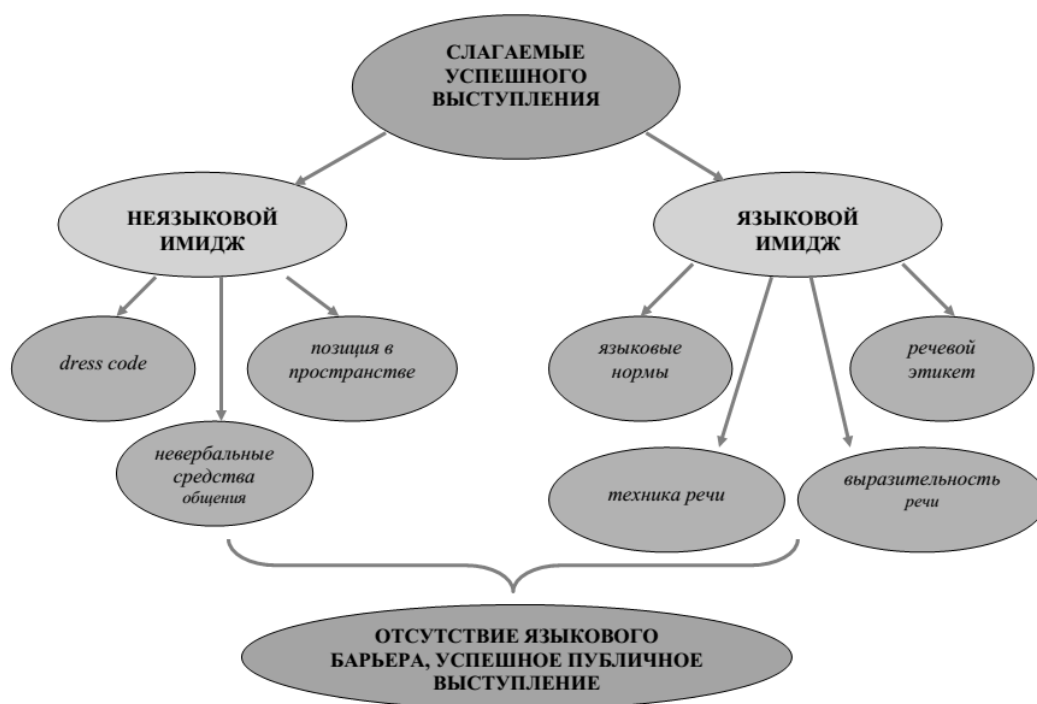 СЛАГАЕМЫЕ
УСПЕШНОГО
ВЫСТУПЛЕНИЯ
НЕЯЗЫКОВОЙ
ИМИДЖ
ЯЗЫКОВОЙ
ИМИДЖ
dress code
позиция в
пространстве
языковые
нормы
речевой
этикет
невербальные
средства
общения
техника речи
выразительность
речи
ОТСУТСТВИЕ ЯЗЫКОВОГО
БАРЬЕРА, УСПЕШНОЕ ПУБЛИЧНОЕ
ВЫСТУПЛЕНИЕ